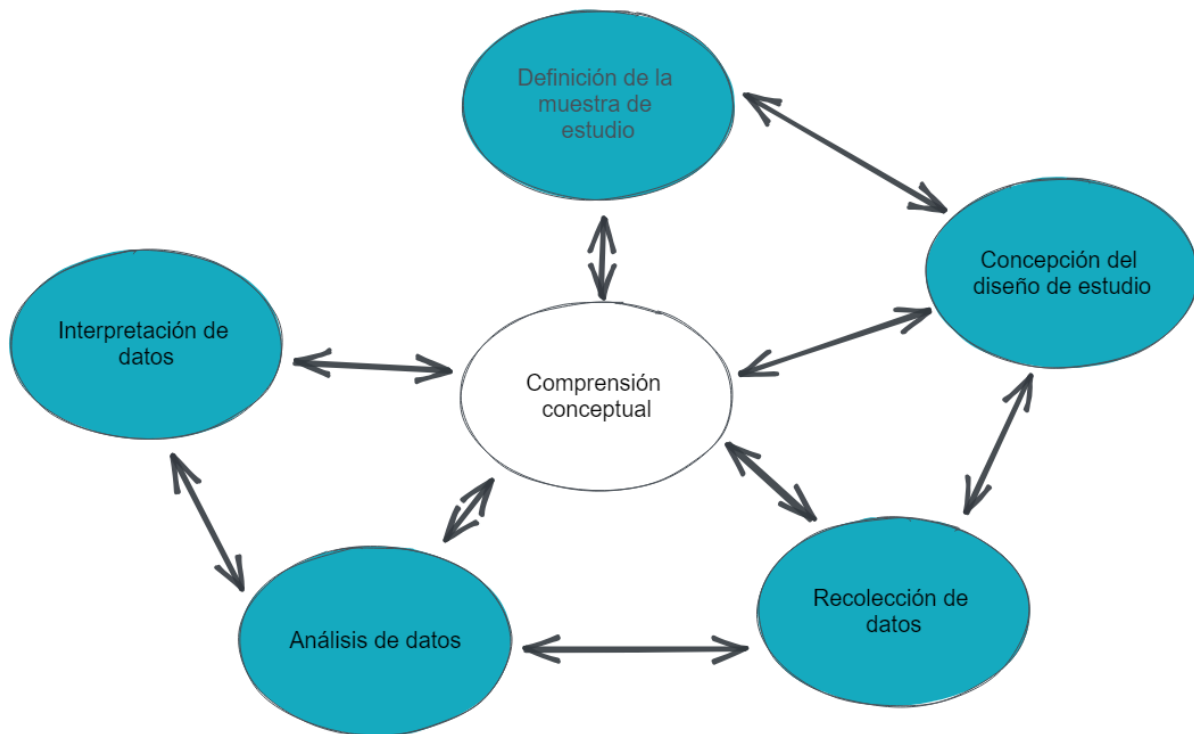 Definición de la
muestra de
estudio
Concepción del
diseño de estudio
Interpretación de
datos
Comprensión
conceptual
Recolección de
datos
Análisis de datos